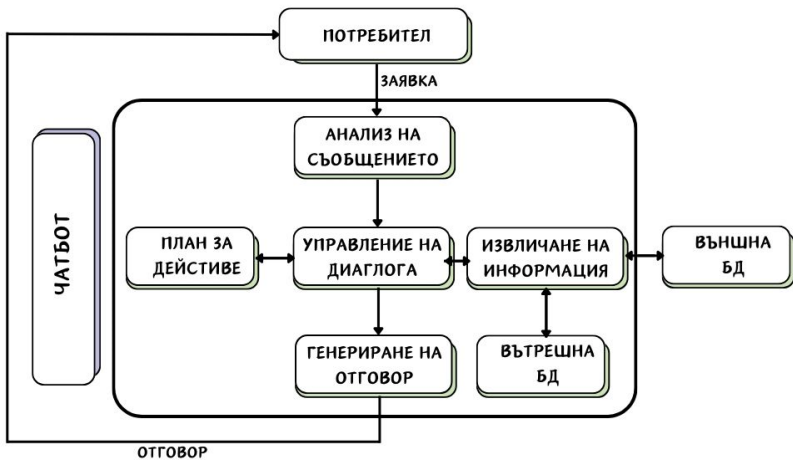 ПОТРЕБИТЕЛ
ЗАЯВКА
АНАЛИЗ НА
СЪОБЩЕНИЕТО
ЧАТБОТ
ПЛАН ЗА
ДЕЙСТИВЕ
УПРАВЛЕНИЕ НА
ДИАГЛОГА
ИЗВЛИЧАНЕ НА
ИНФОРМАЦИЯ
ВЪНШНА
БД
ГЕНЕРИРАНЕ НА
ОТГОВОР
ВЪТРЕШНА
БД
ОТГОВОР